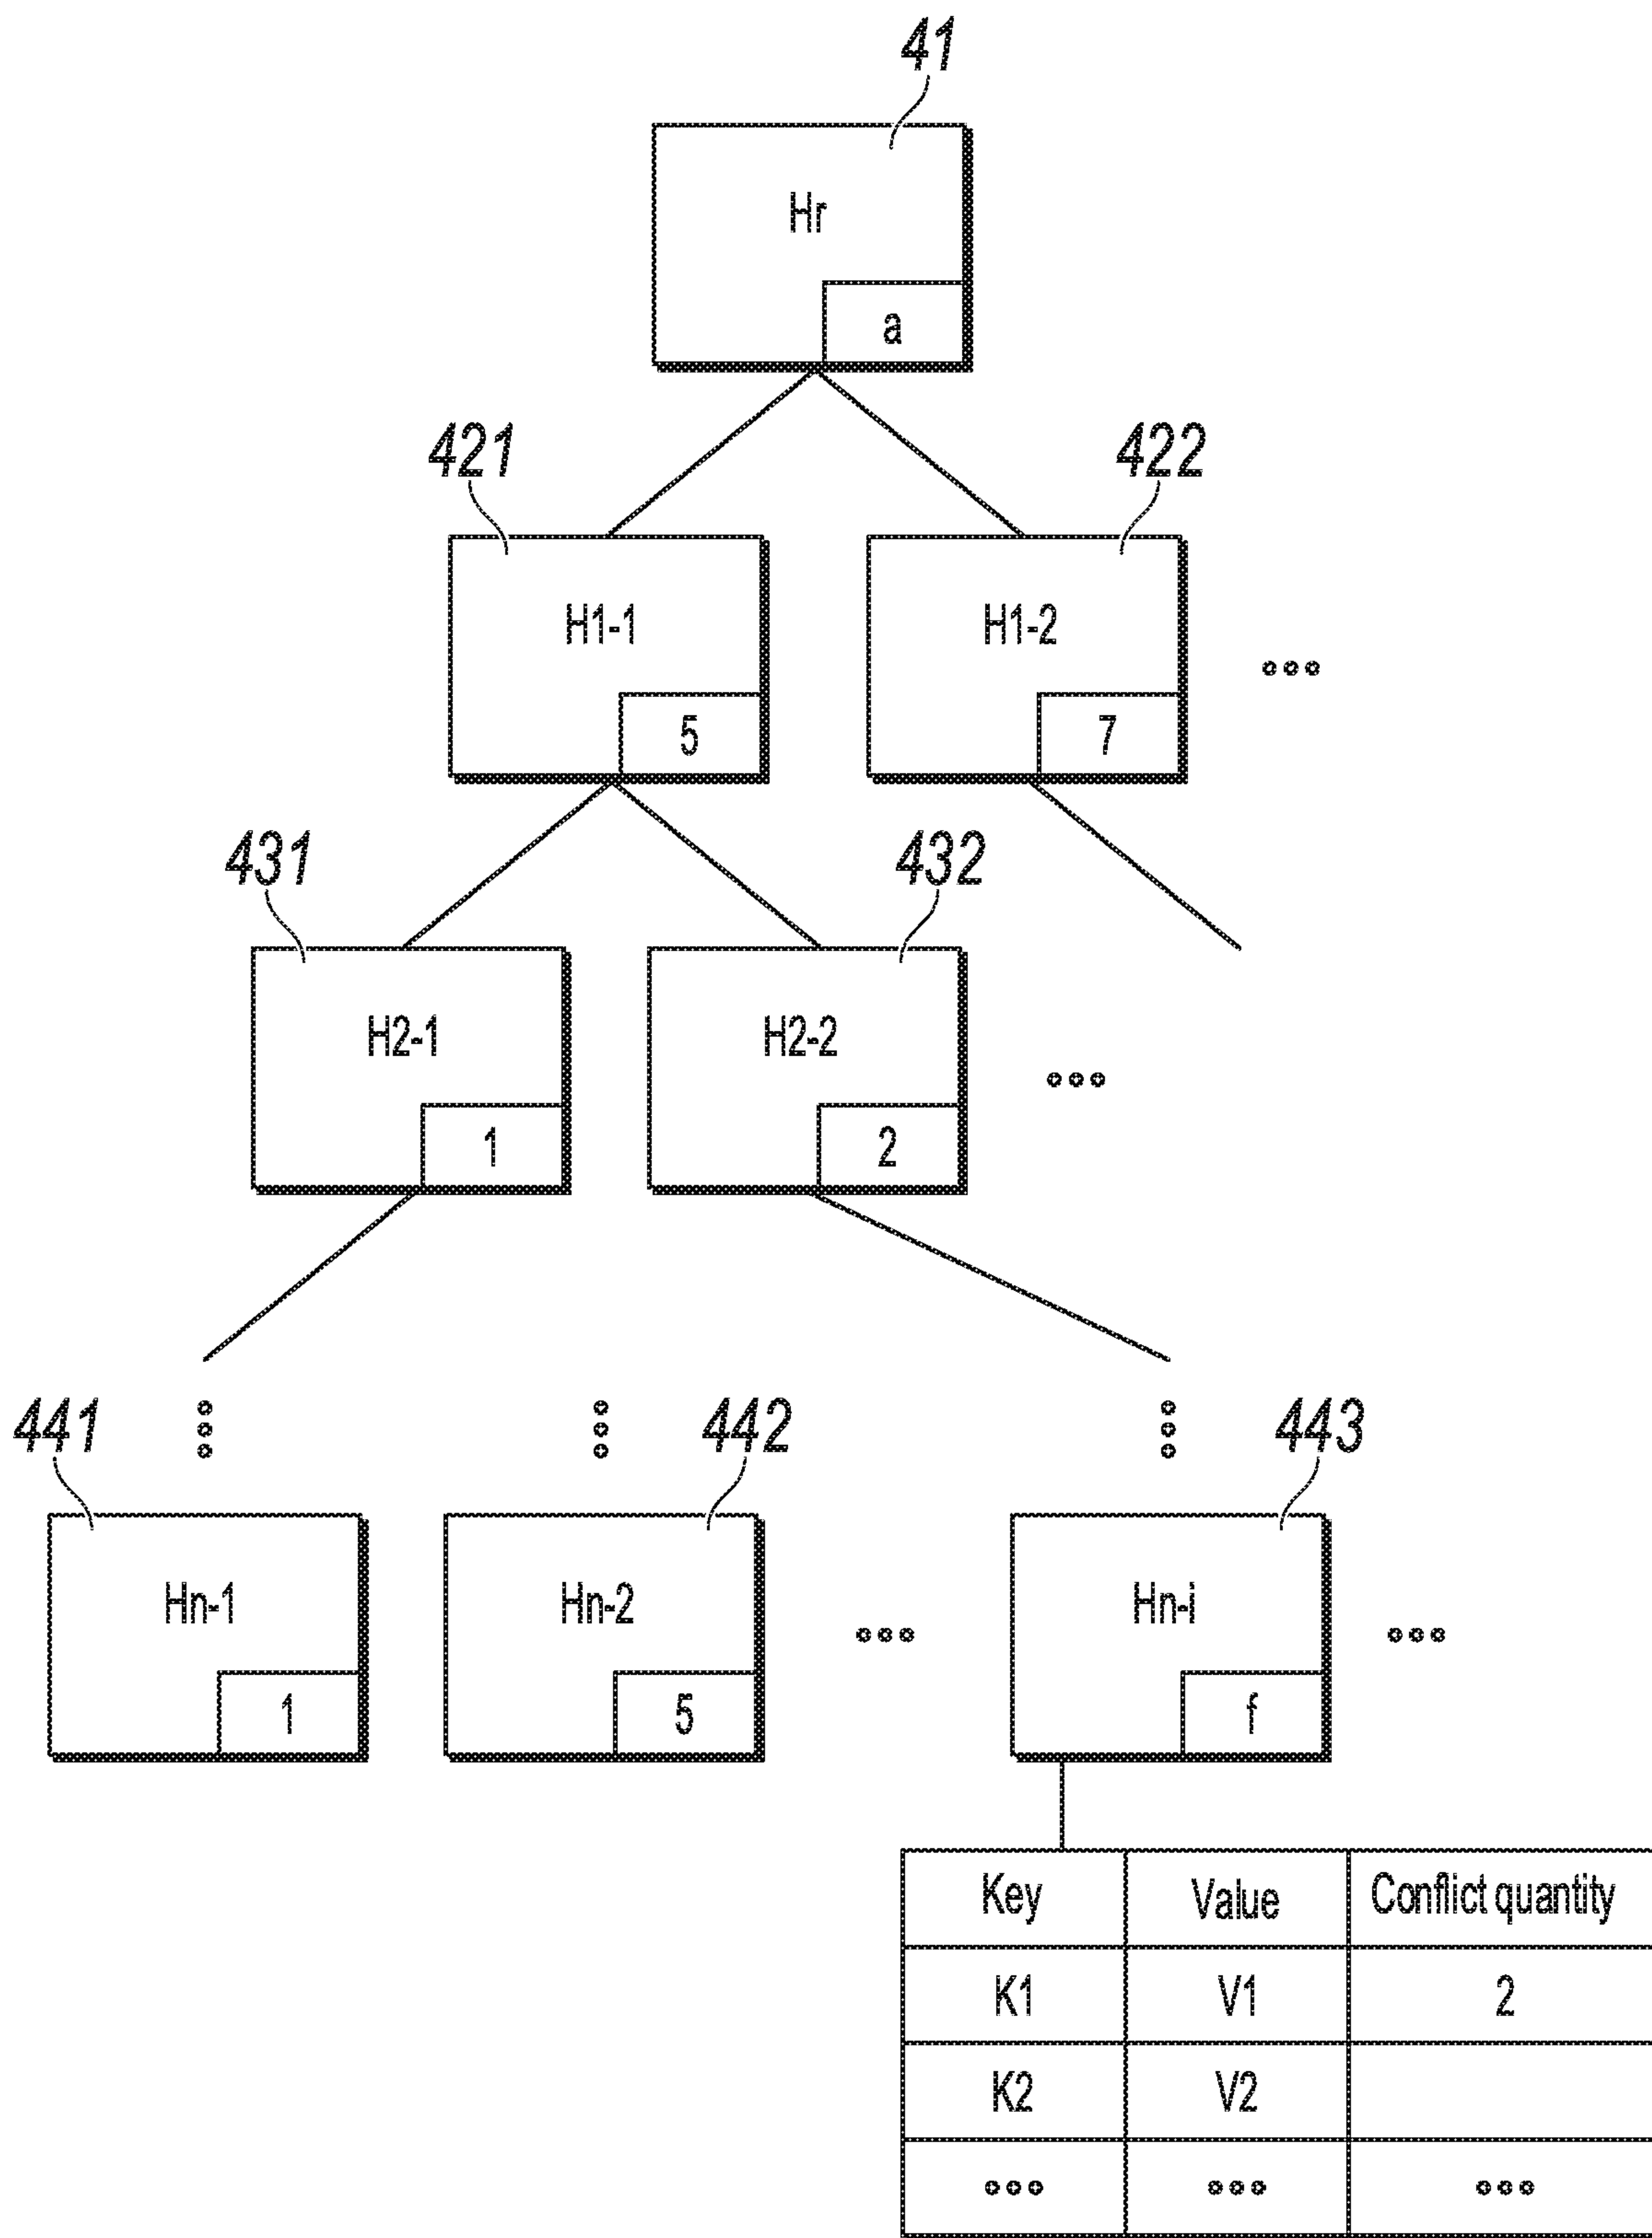 41
Hr
a
421
422
H1-1
H1-2
5
7
431
432
H2-1
H2-2
1
2
441
442
443
Hn-1
Hn-2
Hn-i
1
5
f
Key Value Conflict quantity
K1 V1 2
K2 V2